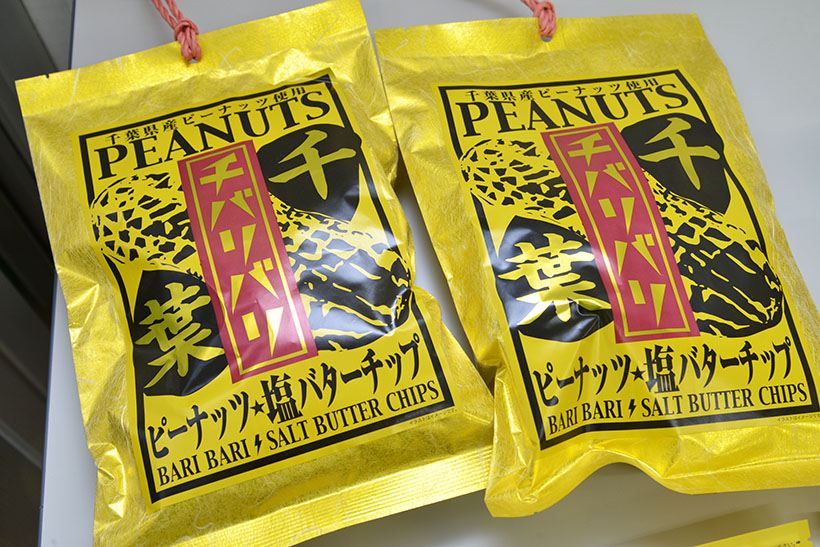 千葉県産ピーナッツ使用
PEANUTS
千
チバリバリ
葉
ピーナッツ★塩バターチップ
BARI BARI SALT BUTTER CHIPS
千葉県産ピーナッツ使用
PEANUTS
千
チバリバリ
葉
ピーナッツ★塩バターチップ
BARI BARI SALT BUTTER CHIPS